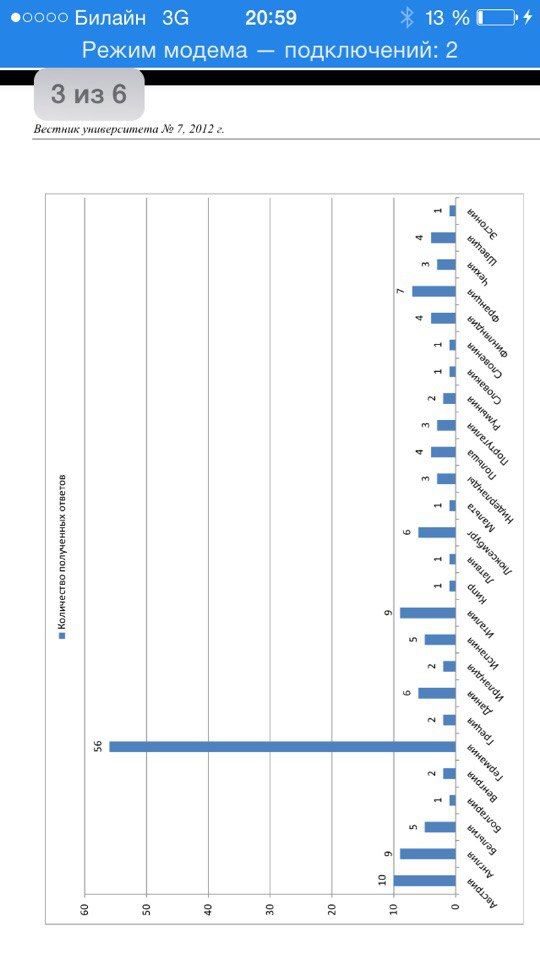 Билайн 3G 20:59 13 %
Режим модема — подключений: 2
3 из 6
Вестник университета № 7, 2012 г.
Количество полученных ответов
60
50
40
30
20
10
0
10
9
5
1
2
56
2
6
2
5
9
1
1
6
1
3
4
3
2
1
1
4
7
3
4
1
Австрия
Англия
Бельгия
Болгария
Венгрия
Германия
Греция
Дания
Ирландия
Испания
Италия
Кипр
Латвия
Люксембург
Мальта
Нидерланды
Польша
Португалия
Румыния
Словакия
Словения
Финляндия
Франция
Чехия
Швеция
Эстония